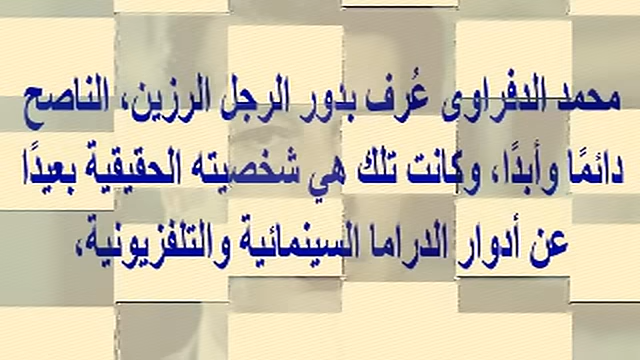 محمد الدفراوى عُرف بدور الرجل الرزين، الناصح
دائمًا وأبدًا، وكانت تلك هي شخصيته الحقيقية بعيدًا
عن أدوار الدراما السينمائية والتلفزيونية،